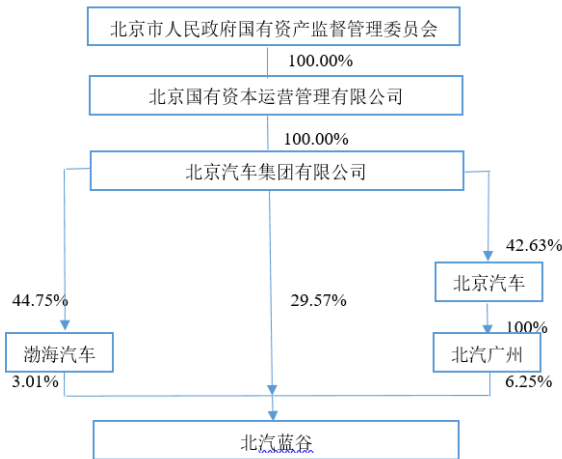 北京市人民政府国有资产监督管理委员会
100.00%
北京国有资本运营管理有限公司
100.00%
北京汽车集团有限公司
42.63%
北京汽车
44.75%
29.57%
100%
渤海汽车
北汽广州
3.01%
6.25%
北汽蓝谷